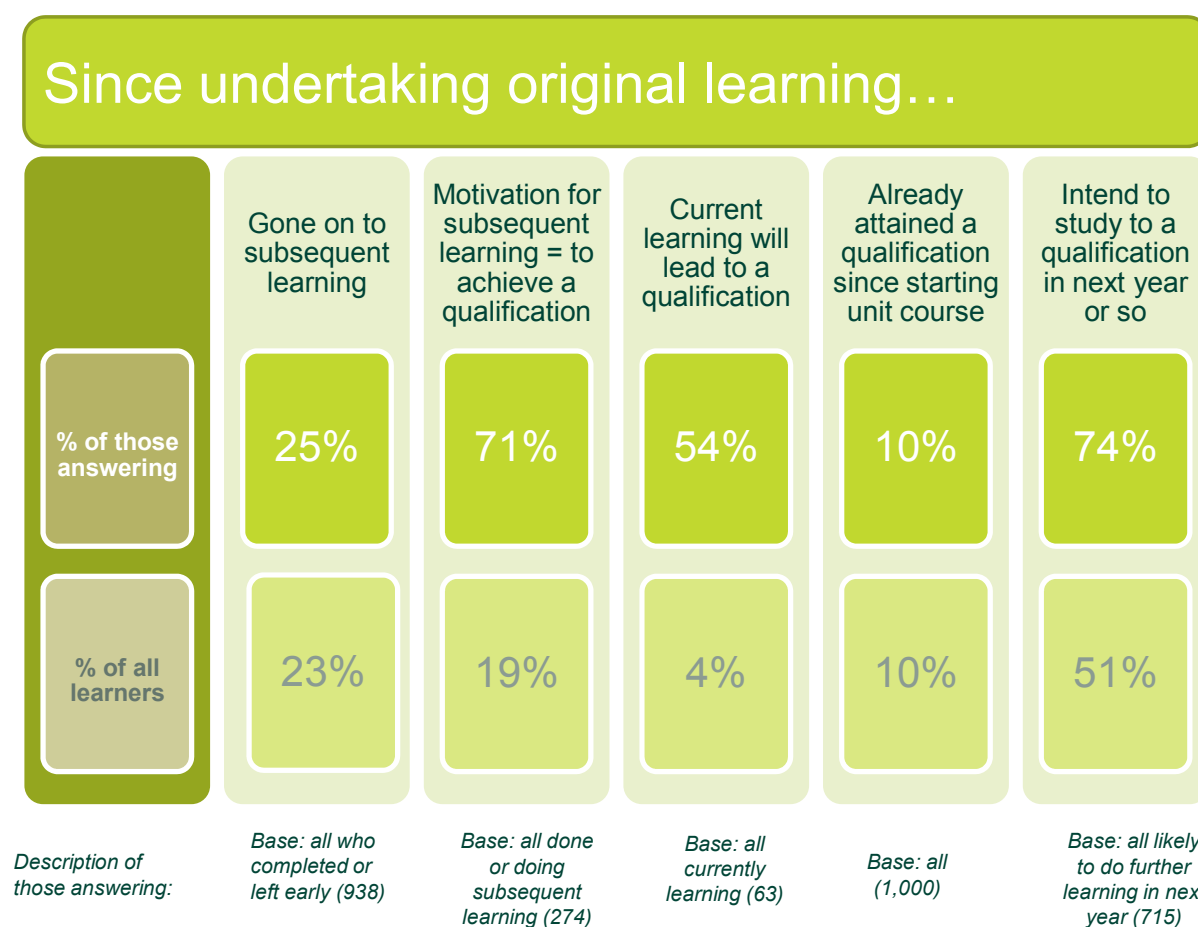 Since undertaking original learning…
Gone on to
subsequent
learning
Motivation for
subsequent
learning = to
achieve a
qualification
Current
learning will
lead to a
qualification
Already
attained a
qualification
since starting
unit course
Intend to
study to a
qualification
in next year
or so
% of those
answering
25%
71%
54%
10%
74%
% of all
learners
23%
19%
4%
10%
51%
Description of
those answering:
Base: all who
completed or
left early (938)
Base: all done
or doing
subsequent
learning (274)
Base: all
currently
learning (63)
Base: all
(1,000)
Base: all likely
to do further
learning in next
year (715)